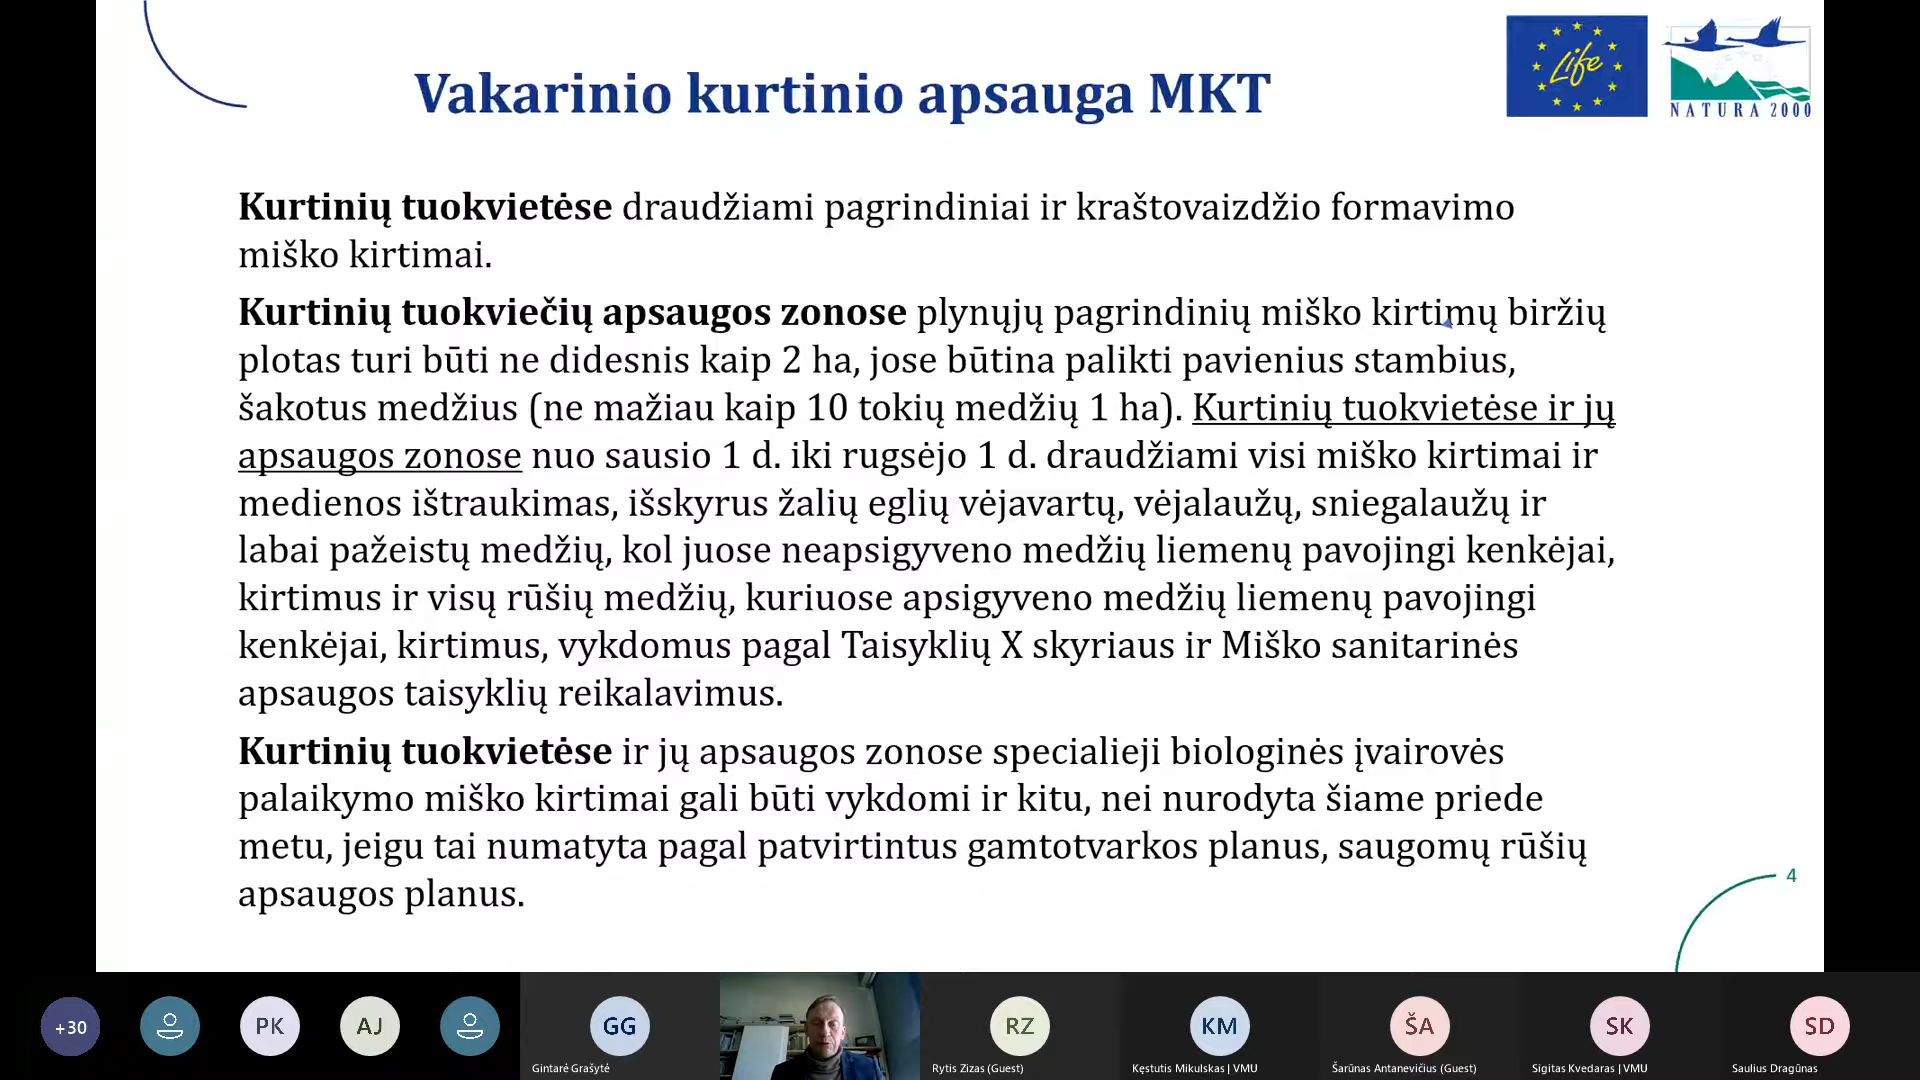 Vakarinio kurtinio apsauga MKT
Life
NATURA 2000
Kurtinių tuokvietėse draudžiami pagrindiniai ir kraštovaizdžio formavimo
miško kirtimai.
Kurtinių tuokviečių apsaugos zonose plynųjų pagrindinių miško kirtimų biržių
plotas turi būti ne didesnis kaip 2 ha, jose būtina palikti pavienius stambius,
šakotus medžius (ne mažiau kaip 10 tokių medžių 1 ha). Kurtinių tuokvietėse ir jų
apsaugos zonose nuo sausio 1 d. iki rugsėjo 1 d. draudžiami visi miško kirtimai ir
medienos ištraukimas, išskyrus žalių eglių vėjavartų, vėjalaužų, sniegalaužų ir
labai pažeistų medžių, kol juose neapsigyveno medžių liemenų pavojingi kenkėjai,
kirtimus ir visų rūšių medžių, kuriuose apsigyveno medžių liemenų pavojingi
kenkėjai, kirtimus, vykdomus pagal Taisyklių X skyriaus ir Miško sanitarinės
apsaugos taisyklių reikalavimus.
Kurtinių tuokvietėse ir jų apsaugos zonose specialieji biologinės įvairovės
palaikymo miško kirtimai gali būti vykdomi ir kitu, nei nurodyta šiame priede
metu, jeigu tai numatyta pagal patvirtintus gamtotvarkos planus, saugomų rūšių
apsaugos planus.
4
+30
PK
AJ
GG
Gintarė Grašytė
RZ
Rytis Zizas (Guest)
KM
Kęstutis Mikulskas | VMU
ŠA
Šarūnas Antanevičius (Guest)
SK
Sigitas Kvedaras | VMU
SD
Saulius Dragūnas